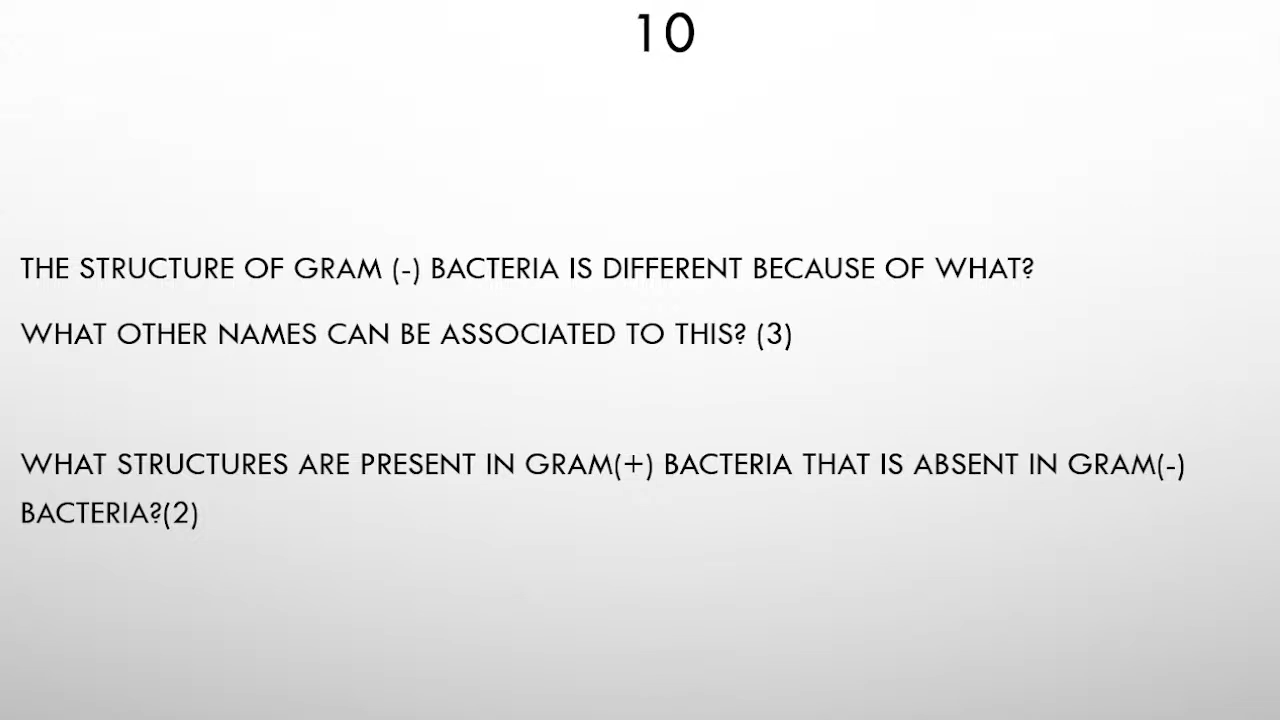 10
THE STRUCTURE OF GRAM (-) BACTERIA IS DIFFERENT BECAUSE OF WHAT?
WHAT OTHER NAMES CAN BE ASSOCIATED TO THIS? (3)
WHAT STRUCTURES ARE PRESENT IN GRAM(+) BACTERIA THAT IS ABSENT IN GRAM(-)
BACTERIA?(2)